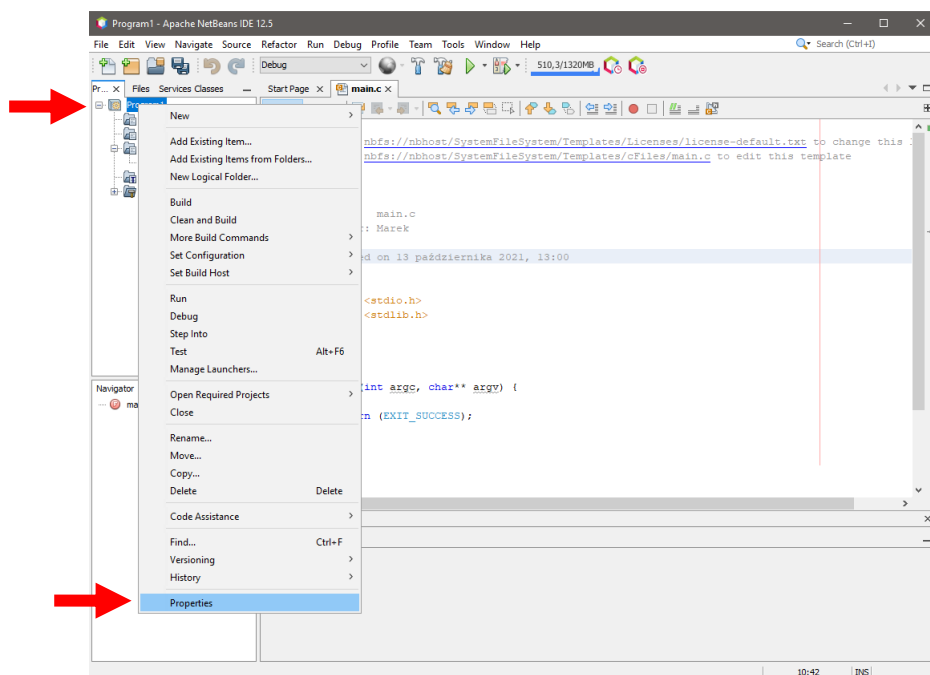 Program1 - Apache NetBeans IDE 12.5
File Edit View Navigate Source Refactor Run Debug Profile Team Tools Window Help
Search (Ctrl+I)
Debug
510,3/1320MB
Pr... Files Services Classes
Start Page main.c
Program1
New
Add Existing Item...
Add Existing Items from Folders...
New Logical Folder...
Build
Clean and Build
More Build Commands
Set Configuration
Set Build Host
Run
Debug
Step Into
Test Alt+F6
Manage Launchers...
Open Required Projects
Close
Rename...
Move...
Copy...
Delete Delete
Code Assistance
Find... Ctrl+F
Versioning
History
Properties
nbfs://nbhost/SystemFileSystem/Templates/Licenses/license-default.txt to change this
nbfs://nbhost/SystemFileSystem/Templates/cFiles/main.c to edit this template
main.c
: Marek
d on 13 października 2021, 13:00
<stdio.h>
<stdlib.h>
(int argc, char** argv) {
n (EXIT_SUCCESS);
Navigator
ma
10:42 INS